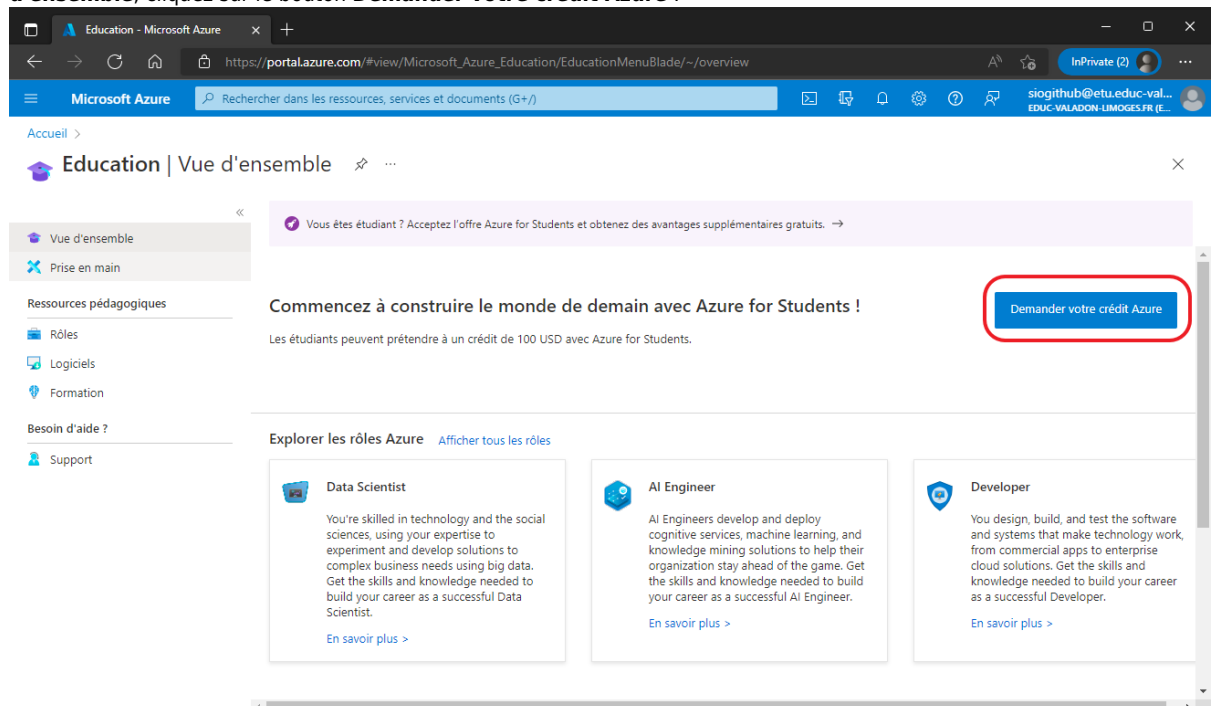 d'ensemble, cliquez sur le bouton Demander votre crédit Azure :
Education - Microsoft Azure
https://portal.azure.com/#view/Microsoft_Azure_Education/EducationMenuBlade/~/overview
InPrivate (2)
Microsoft Azure
Rechercher dans les ressources, services et documents (G+/)
siogithub@etu.educ-val...
EDUC-VALADON-LIMOGES.FR (E...
Accueil >
Education | Vue d'ensemble
Vous êtes étudiant ? Acceptez l'offre Azure for Students et obtenez des avantages supplémentaires gratuits. →
Vue d'ensemble
Prise en main
Ressources pédagogiques
Rôles
Logiciels
Formation
Besoin d'aide ?
Support
Commencez à construire le monde de demain avec Azure for Students !
Demander votre crédit Azure
Les étudiants peuvent prétendre à un crédit de 100 USD avec Azure for Students.
Explorer les rôles Azure Afficher tous les rôles
Data Scientist
You're skilled in technology and the social
sciences, using your expertise to
experiment and develop solutions to
complex business needs using big data.
Get the skills and knowledge needed to
build your career as a successful Data
Scientist.
En savoir plus >
AI Engineer
AI Engineers develop and deploy
cognitive services, machine learning, and
knowledge mining solutions to help their
organization stay ahead of the game. Get
the skills and knowledge needed to build
your career as a successful AI Engineer.
En savoir plus >
Developer
You design, build, and test the software
and systems that make technology work,
from commercial apps to enterprise
cloud solutions. Get the skills and
knowledge needed to build your career
as a successful Developer.
En savoir plus >